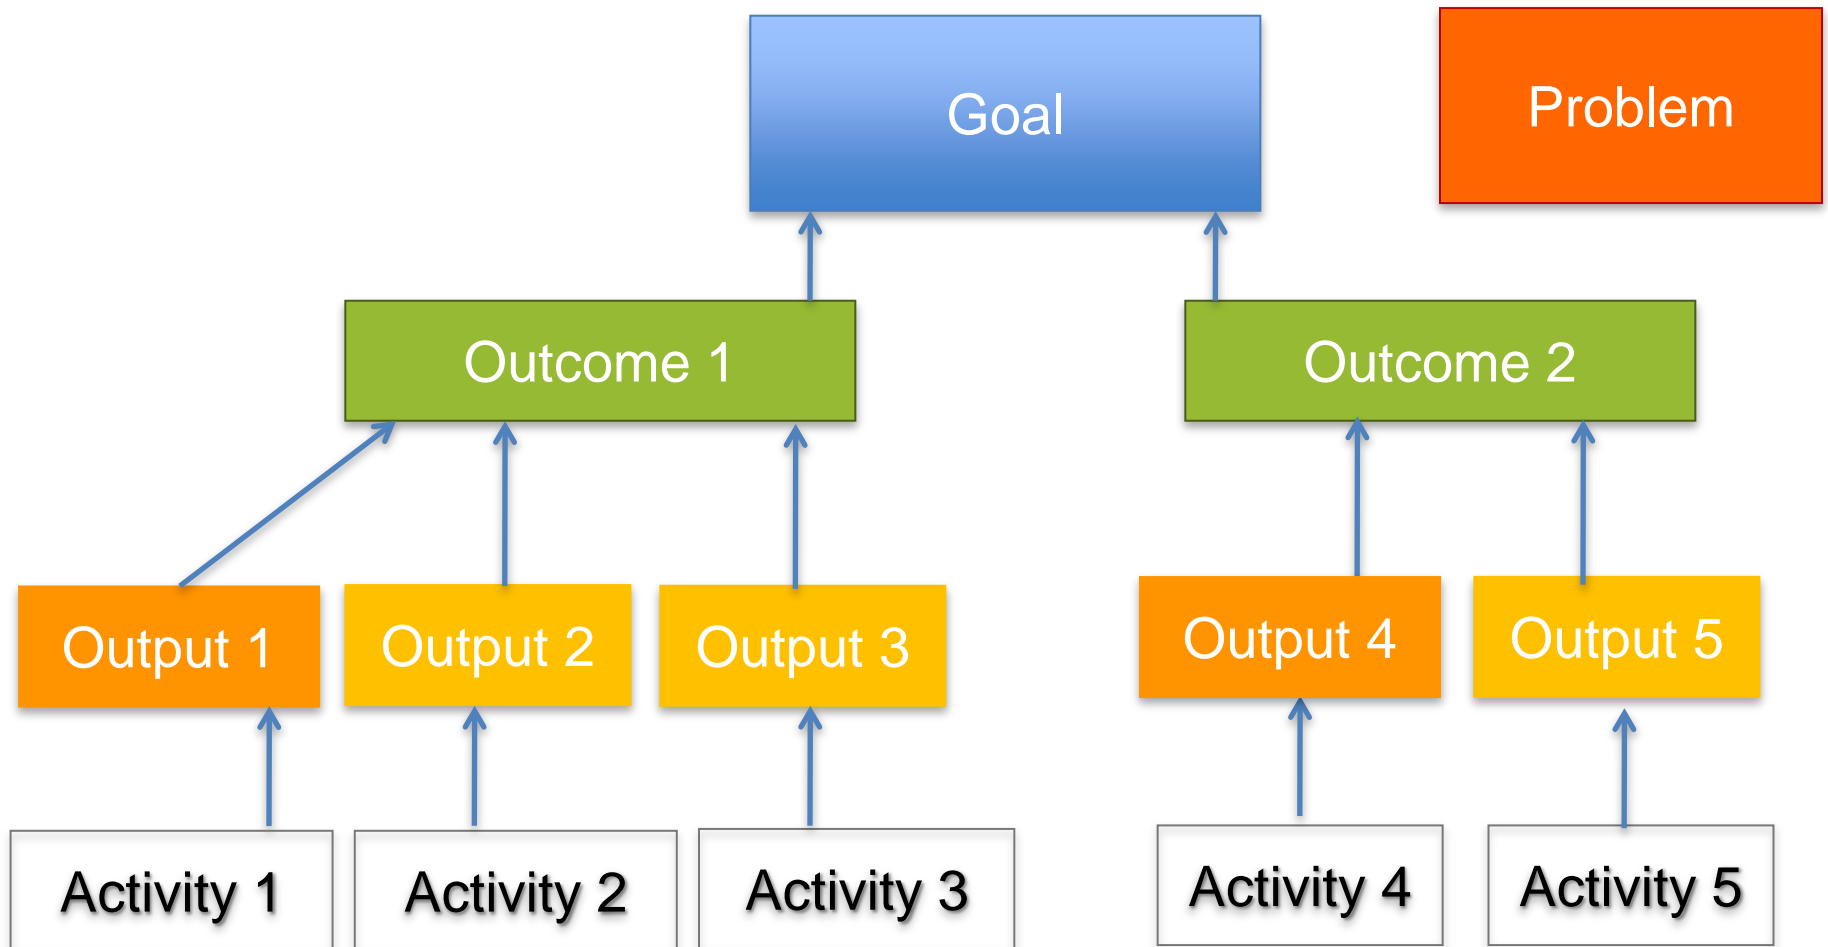 Goal
Problem
Outcome 1
Outcome 2
Output 1
Output 2
Output 3
Output 4
Output 5
Activity 1
Activity 2
Activity 3
Activity 4
Activity 5